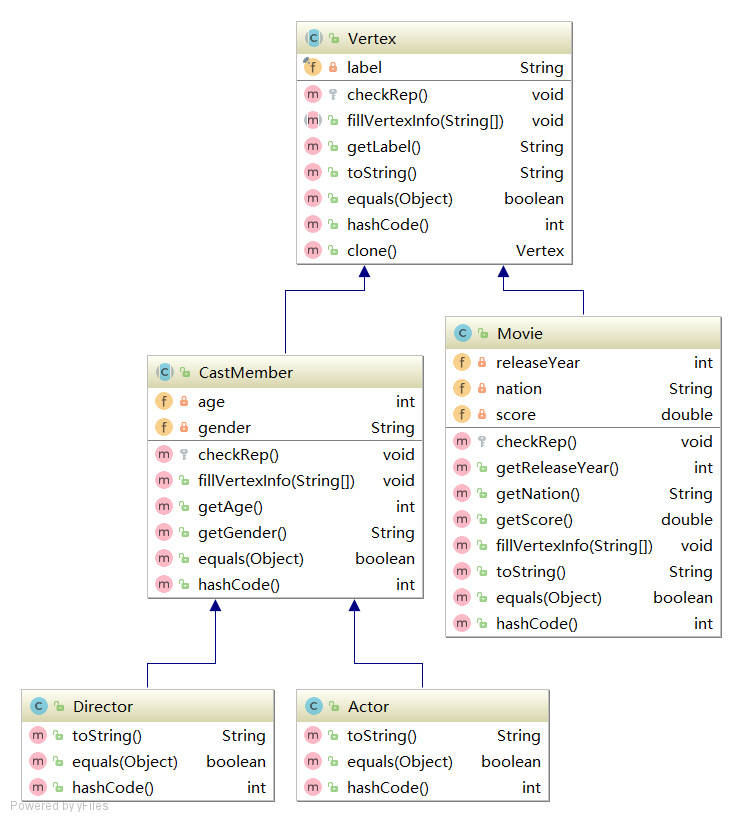 Vertex
label String
checkRep() void
fillVertexInfo(String[]) void
getLabel() String
toString() String
equals(Object) boolean
hashCode() int
clone() Vertex
CastMember
age int
gender String
checkRep() void
fillVertexInfo(String[]) void
getAge() int
getGender() String
equals(Object) boolean
hashCode() int
Movie
releaseYear int
nation String
score double
checkRep() void
getReleaseYear() int
getNation() String
getScore() double
fillVertexInfo(String[]) void
toString() String
equals(Object) boolean
hashCode() int
Director
toString() String
equals(Object) boolean
hashCode() int
Actor
toString() String
equals(Object) boolean
hashCode() int
Powered by yFiles